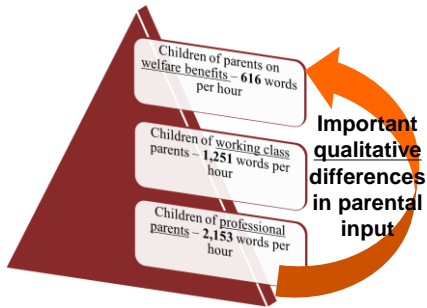 Children of parents on
welfare benefits – 616 words
per hour
Children of working class
parents – 1,251 words per
hour
Children of professional
parents – 2,153 words per
hour
Important
qualitative
differences
in parental
input